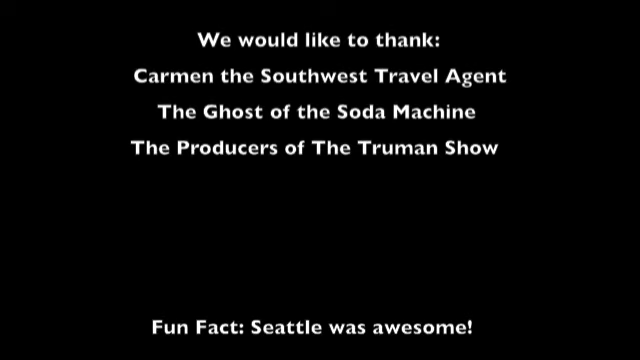 We would like to thank:
Carmen the Southwest Travel Agent
The Ghost of the Soda Machine
The Producers of The Truman Show
Fun Fact: Seattle was awesome!